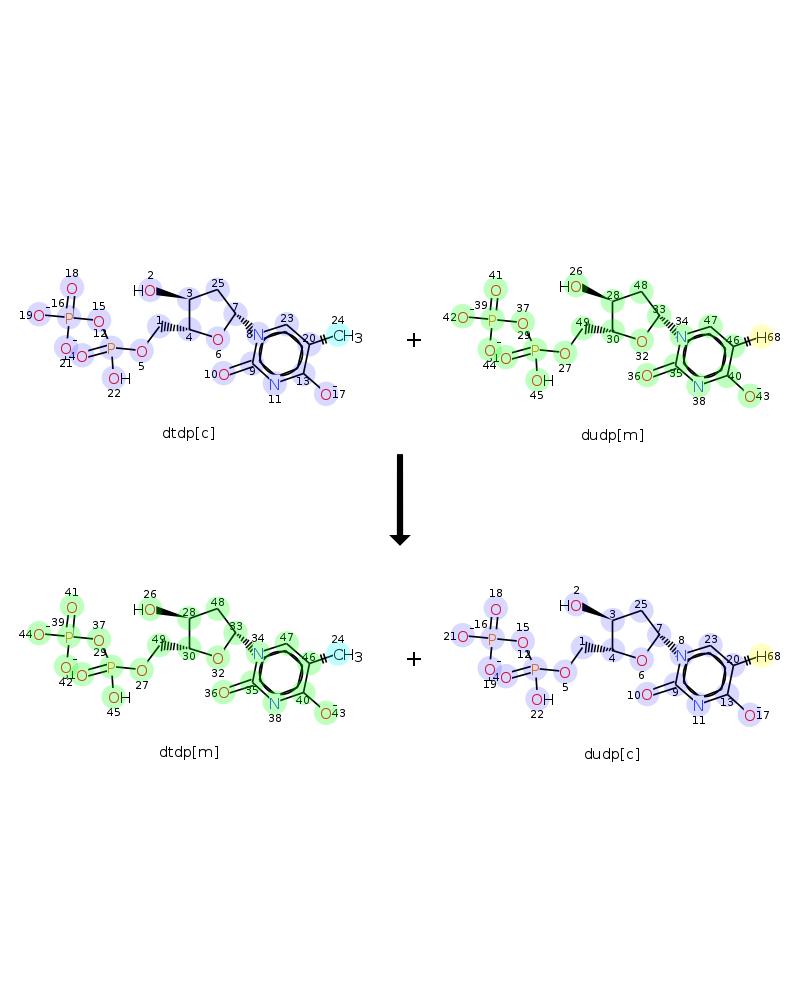 18 2 3 25
HO
19 O 16 P O 15 O 7 23 24
12 1 8 N 20 CH3
21 O 14 O P O 5 4 O 6 10 O 9 N 13 O 17
OH 22 11
dtdp[c]
+
41 26 28 48
HO
42 O 39 P O 37 O 49 33 34 47
29 N 46 H 68
44 O 31 O P O 27 30 O 32 36 O 35 N 40 O 43
OH 45 38
dudp[m]
41 26 28 48
HO
44 O 39 P O 37 O 49 33 34 47 24
29 N 46 CH3
42 O 31 O P O 27 30 O 32 36 O 35 N 40 O 43
OH 45 38
dtdp[m]
+
18 2 3 25
HO
21 O 16 P O 15 O 1 7 8 23
12 N 20 H 68
19 O 14 O P O 5 4 O 6 10 O 9 N 13 O 17
OH 22 11
dudp[c]